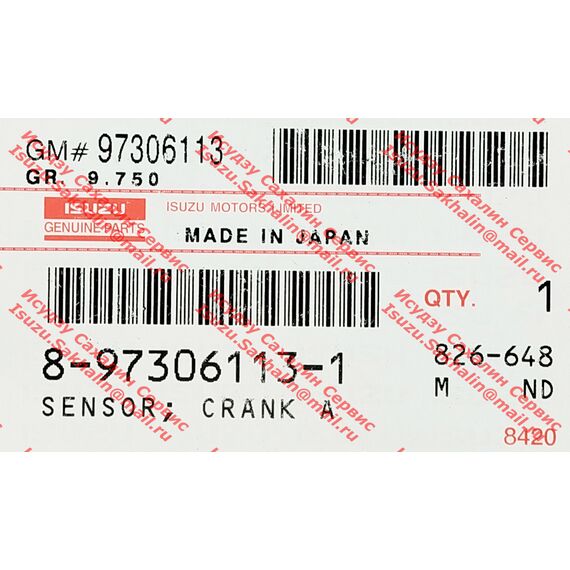 GM# 97306113
GR. 9.750
ISUZU
GENUINE PARTS
ISUZU MOTORS LIMITED
MADE IN JAPAN
QTY. 1
8-97306113-1
826-648
SENSOR; CRANK A
M ND
8420
Исудзу Сахалин Сервис
Isuzu.Sakhalin@mail.ru